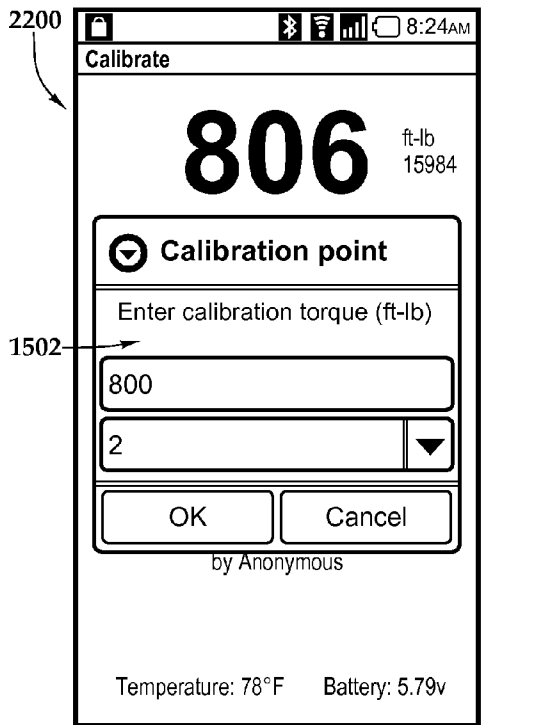 2200
8:24AM
Calibrate
806
ft-lb
15984
Calibration point
Enter calibration torque (ft-lb)
1502
800
2
OK Cancel
by Anonymous
Temperature: 78°F Battery: 5.79v